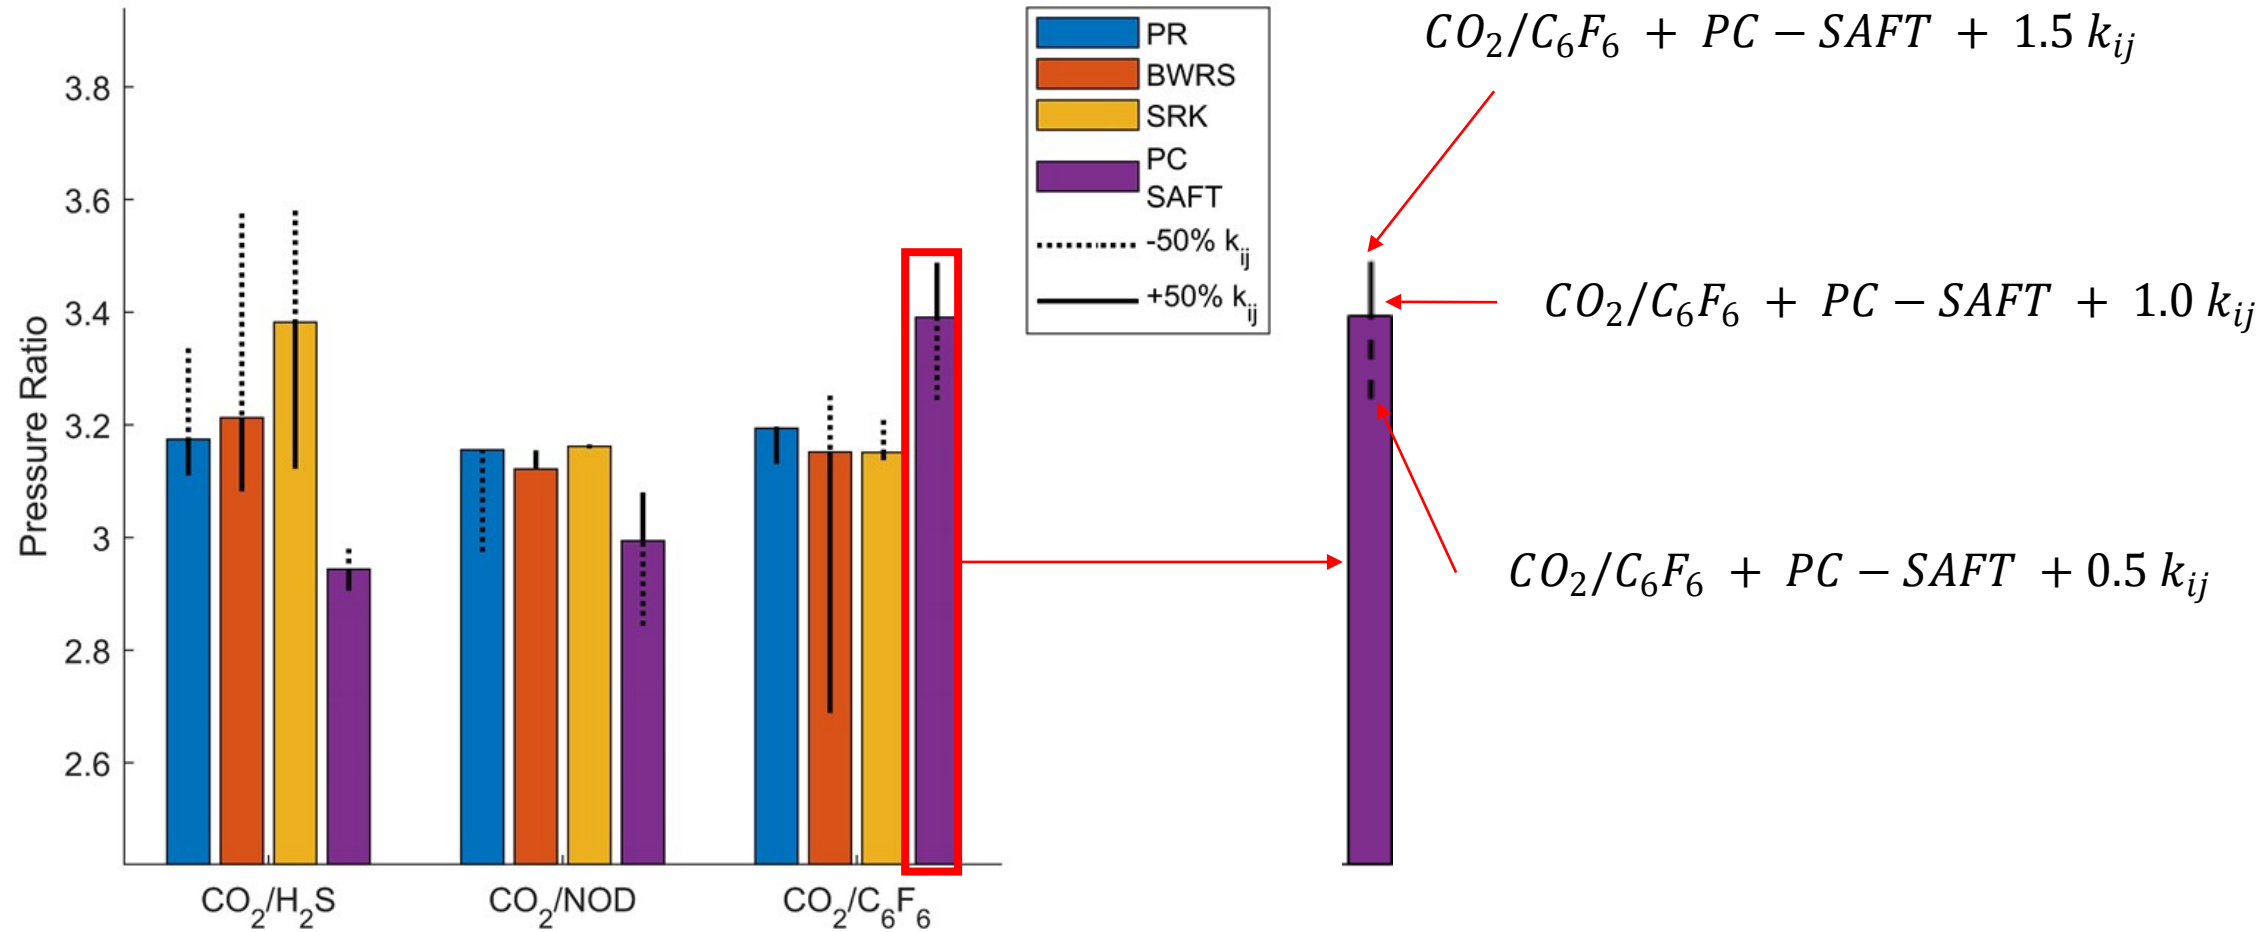 Pressure Ratio
3.8
3.6
3.4
3.2
3
2.8
2.6
CO2/H2S
CO2/NOD
CO2/C6F6
PR
BWRS
SRK
PC
SAFT
-50% kij
+50% kij
CO2/C6F6 + PC − SAFT + 1.5 kij
CO2/C6F6 + PC − SAFT + 1.0 kij
CO2/C6F6 + PC − SAFT + 0.5 kij